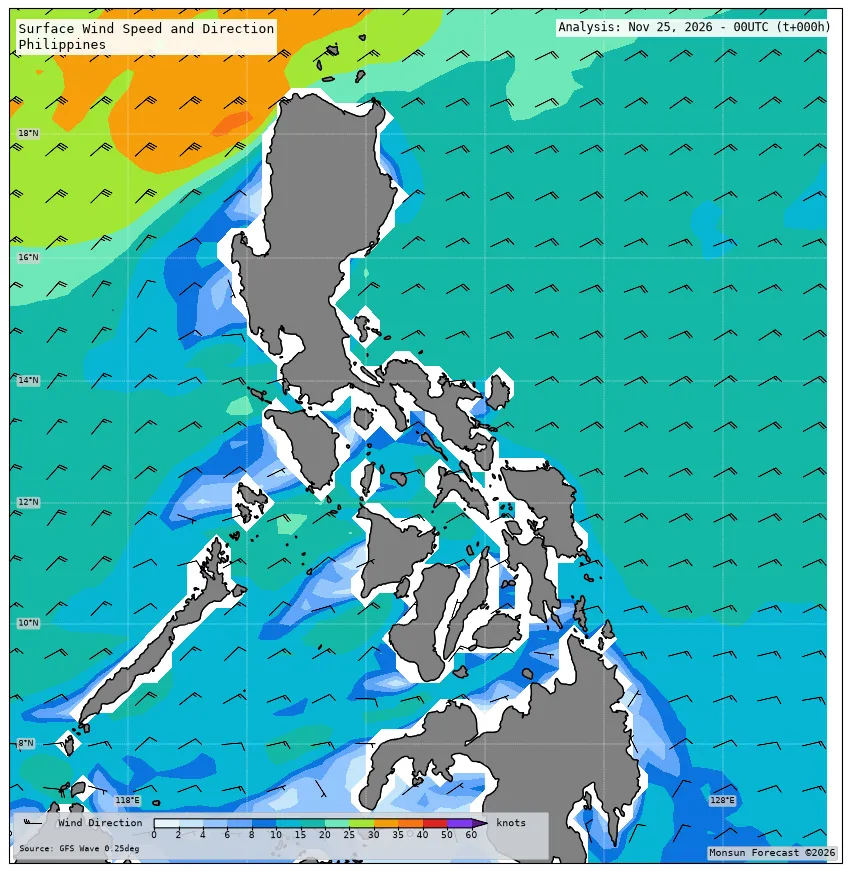 Surface Wind Speed and Direction
Philippines
Analysis: Nov 25, 2026 - 00UTC (t+000h)
18°N
16°N
14°N
12°N
10°N
8°N
118°E
128°E
Wind Direction
0 2 4 6 8 10 15 20 25 30 35 40 50 60
knots
Source: GFS Wave 0.25deg
Monsun Forecast ©2026